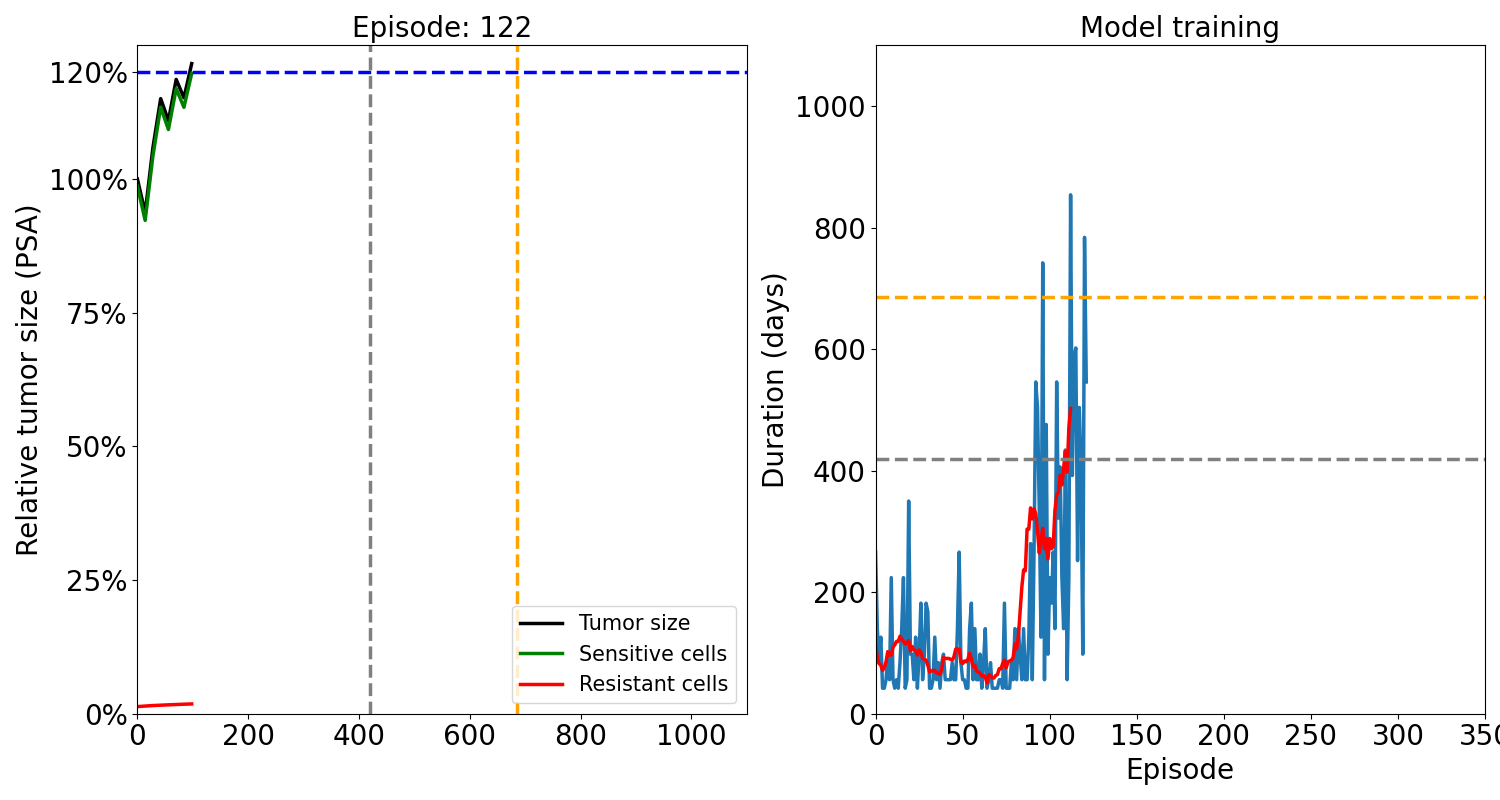 Episode: 122
Relative tumor size (PSA)
120%
100%
75%
50%
25%
0%
0 200 400 600 800 1000
Tumor size
Sensitive cells
Resistant cells
Model training
Duration (days)
1000
800
600
400
200
0
0 50 100 150 200 250 300 350
Episode